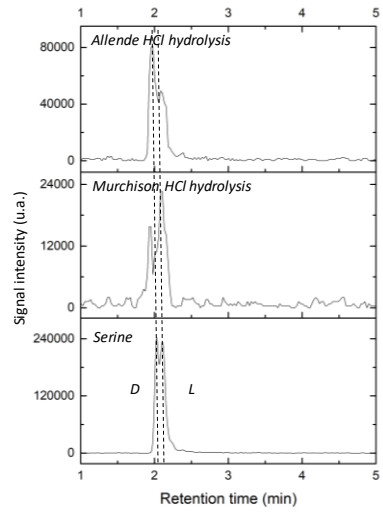 1 2 3 4 5
Allende HCl hydrolysis
80000
40000
0
Murchison HCl hydrolysis
24000
12000
0
Signal intensity (u.a.)
Serine
240000
D L
120000
0
1 2 3 4 5
Retention time (min)